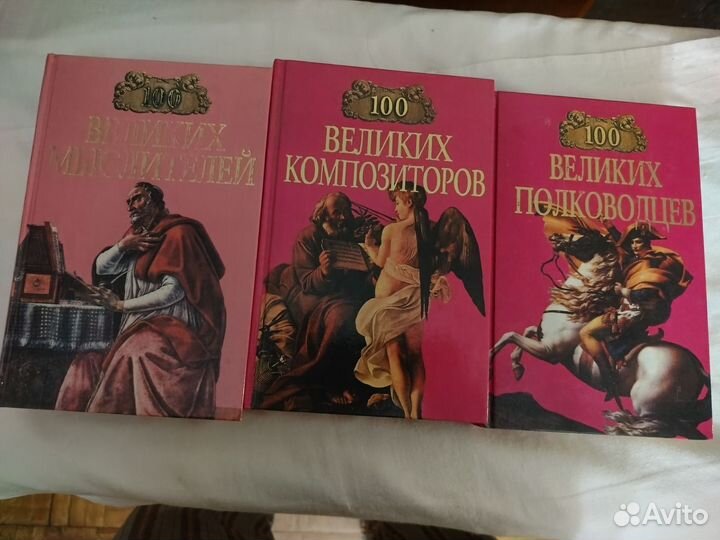 100
ВЕЛИКИХ
МЫСЛИТЕЛЕЙ
100
ВЕЛИКИХ
КОМПОЗИТОРОВ
100
ВЕЛИКИХ
ПОЛКОВОДЦЕВ
Avito